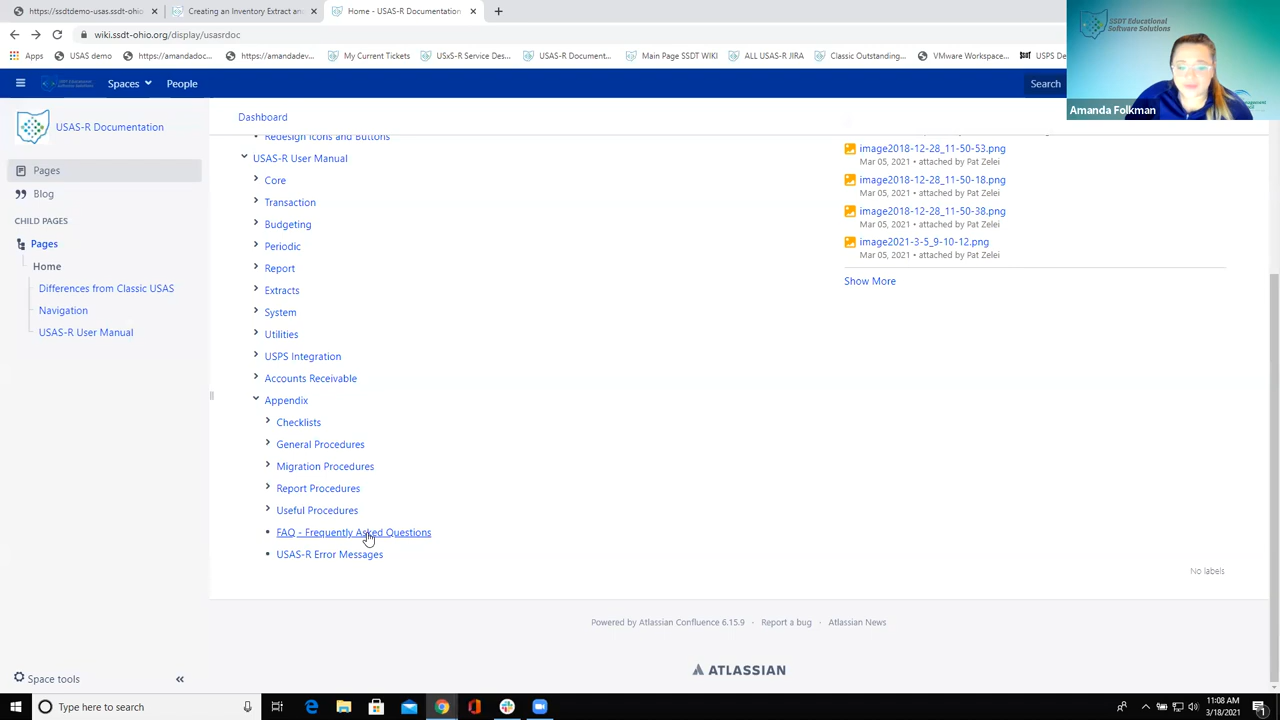 https://ssdtdemo-usas.ssdt-ohio
Creating an Inventory Extract and
Home - USAS-R Documentation
wiki.ssdt-ohio.org/display/usasrdoc
Apps
USAS demo
https://amandadoc...
https://amandadev...
My Current Tickets
USxS-R Service Des...
USAS-R Document...
Main Page SSDT WIKI
ALL USAS-R JIRA
Classic Outstanding...
VMware Workspace...
USPS De
SSDT Educational
Software Solutions
Amanda Folkman
Spaces
People
Search
USAS-R Documentation
Pages
Blog
CHILD PAGES
Pages
Home
Differences from Classic USAS
Navigation
USAS-R User Manual
Space tools
Dashboard
Redesign Icons and Buttons
USAS-R User Manual
Core
Transaction
Budgeting
Periodic
Report
Extracts
System
Utilities
USPS Integration
Accounts Receivable
Appendix
Checklists
General Procedures
Migration Procedures
Report Procedures
Useful Procedures
FAQ - Frequently Asked Questions
USAS-R Error Messages
image2018-12-28_11-50-53.png
Mar 05, 2021 • attached by Pat Zelei
image2018-12-28_11-50-18.png
Mar 05, 2021 • attached by Pat Zelei
image2018-12-28_11-50-38.png
Mar 05, 2021 • attached by Pat Zelei
image2021-3-5_9-10-12.png
Mar 05, 2021 • attached by Pat Zelei
Show More
No labels
Powered by Atlassian Confluence 6.15.9 · Report a bug · Atlassian News
ATLASSIAN
Type here to search
11:08 AM
3/18/2021
1